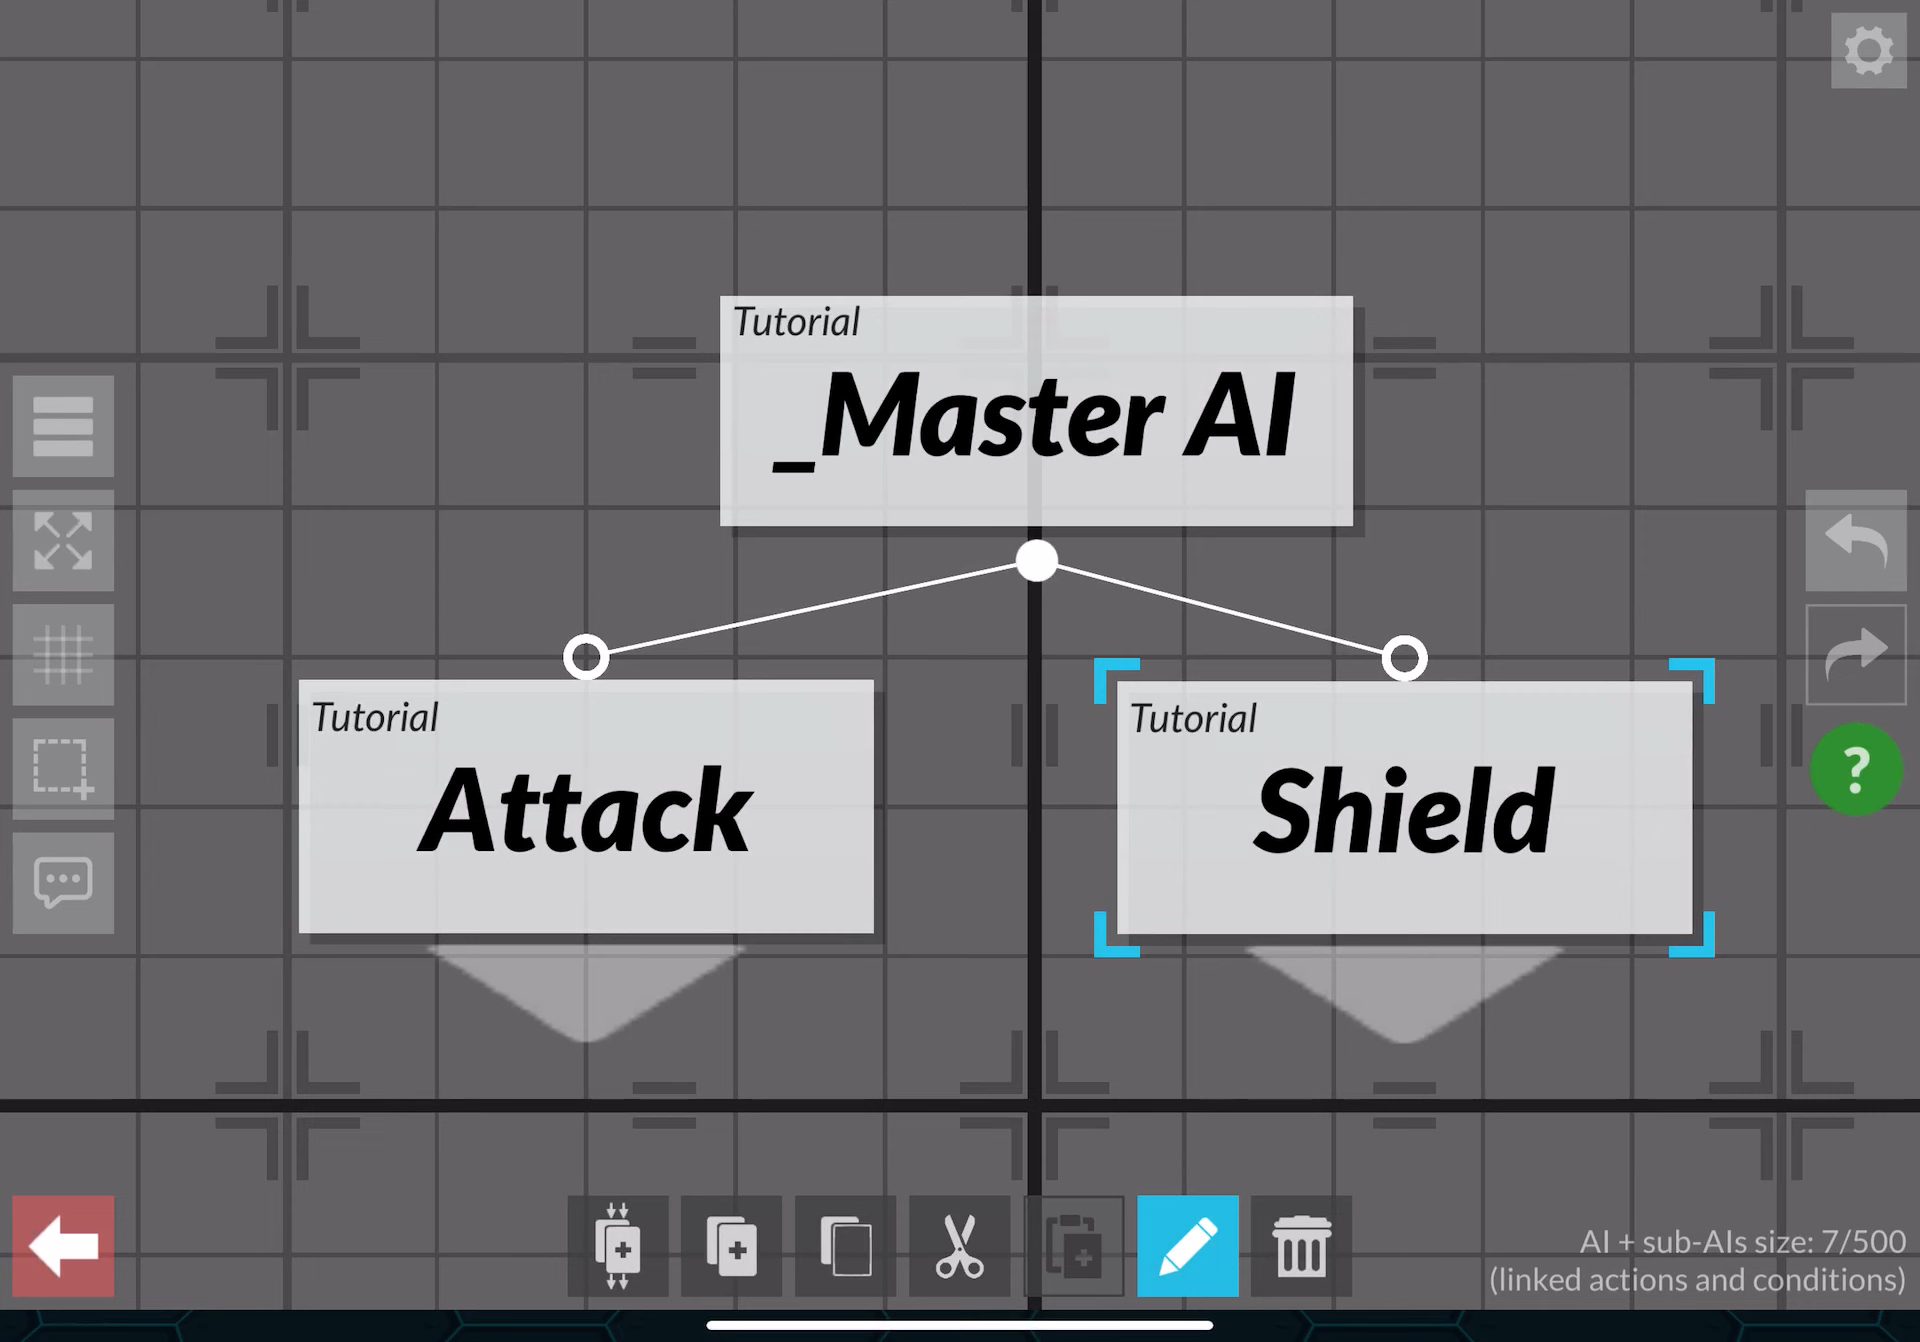 Tutorial
_Master AI
Tutorial
Attack
Tutorial
Shield
?
AI + sub-AIs size: 7/500
(linked actions and conditions)